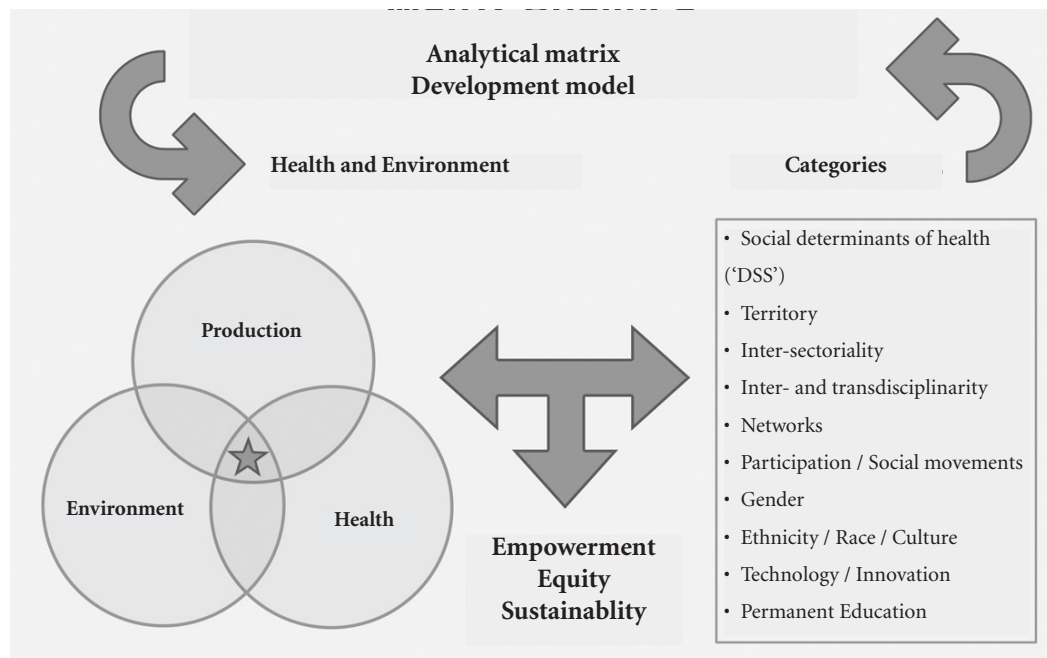 Analytical matrix
Development model
Health and Environment
Categories
Production
Environment
Health
Empowerment
Equity
Sustainablity
• Social determinants of health
(‘DSS’)
• Territory
• Inter-sectoriality
• Inter- and transdisciplinarity
• Networks
• Participation / Social movements
• Gender
• Ethnicity / Race / Culture
• Technology / Innovation
• Permanent Education